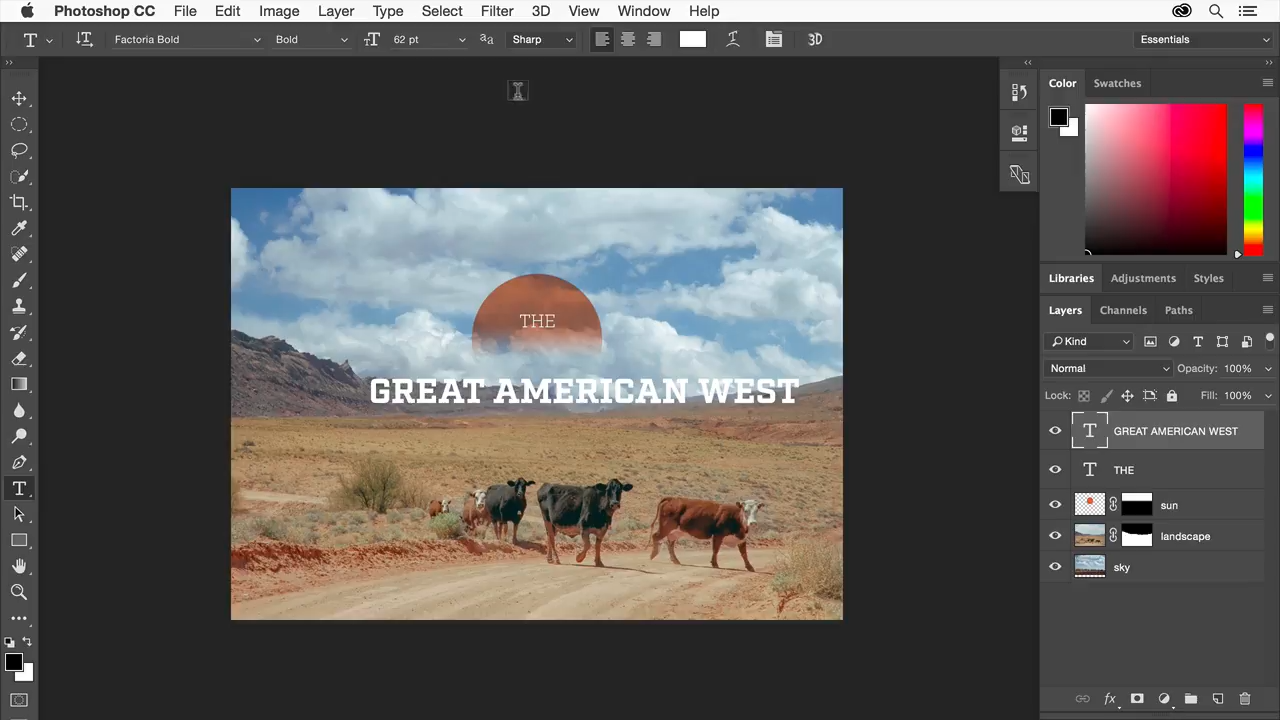 Photoshop CC File Edit Image Layer Type Select Filter 3D View Window Help
Factoria Bold Bold 62 pt Sharp 3D Essentials
Color Swatches
THE
GREAT AMERICAN WEST
Libraries Adjustments Styles
Layers Channels Paths
Kind
Normal Opacity: 100%
Lock: Fill: 100%
GREAT AMERICAN WEST
THE
sun
landscape
sky
fx